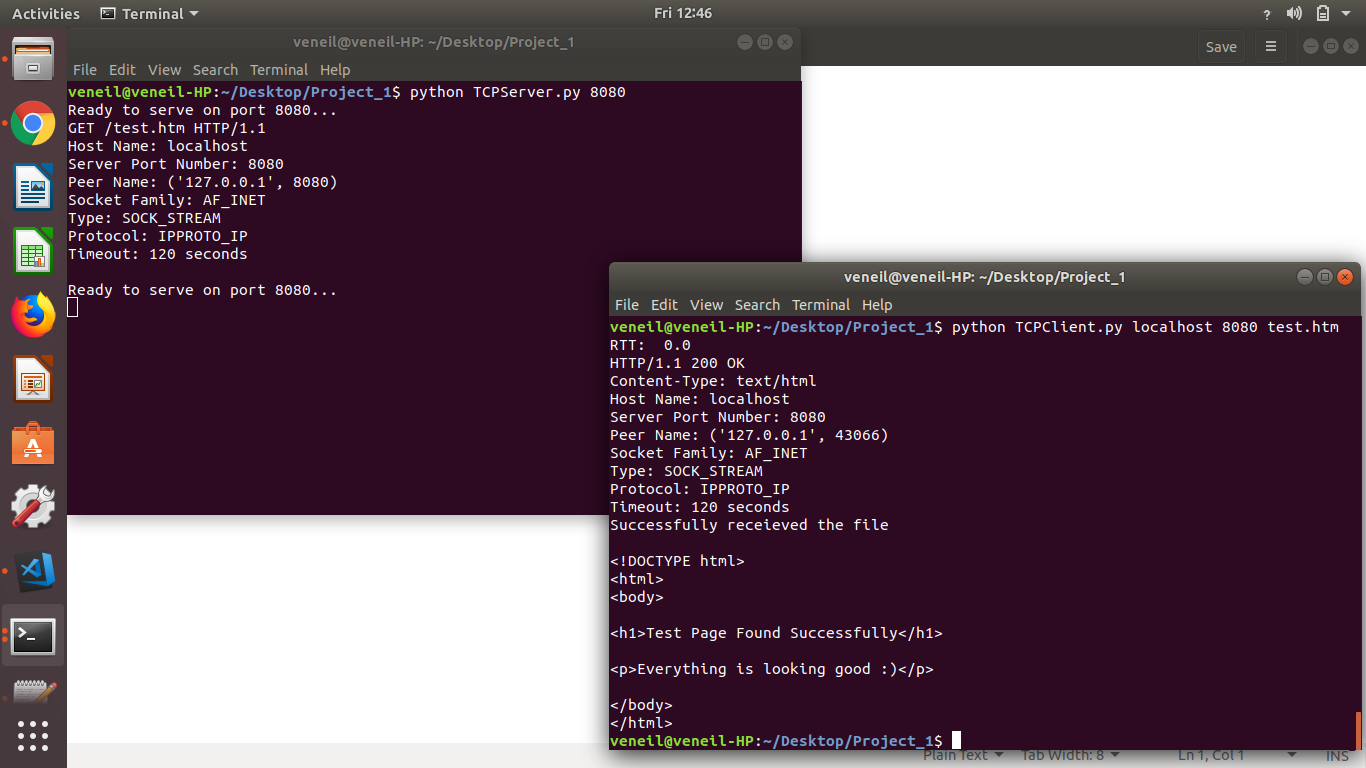 Activities Terminal Fri 12:46 ?
veneil@veneil-HP: ~/Desktop/Project_1
Save
File Edit View Search Terminal Help
veneil@veneil-HP:~/Desktop/Project_1$ python TCPServer.py 8080
Ready to serve on port 8080...
GET /test.htm HTTP/1.1
Host Name: localhost
Server Port Number: 8080
Peer Name: ('127.0.0.1', 8080)
Socket Family: AF_INET
Type: SOCK_STREAM
Protocol: IPPROTO_IP
Timeout: 120 seconds
Ready to serve on port 8080...
veneil@veneil-HP: ~/Desktop/Project_1
File Edit View Search Terminal Help
veneil@veneil-HP:~/Desktop/Project_1$ python TCPClient.py localhost 8080 test.htm
RTT:  0.0
HTTP/1.1 200 OK
Content-Type: text/html
Host Name: localhost
Server Port Number: 8080
Peer Name: ('127.0.0.1', 43066)
Socket Family: AF_INET
Type: SOCK_STREAM
Protocol: IPPROTO_IP
Timeout: 120 seconds
Successfully receieved the file
<!DOCTYPE html>
<html>
<body>
<h1>Test Page Found Successfully</h1>
<p>Everything is looking good :)</p>
</body>
</html>
veneil@veneil-HP:~/Desktop/Project_1$
Plain Text Tab Width: 8 Ln 1, Col 1 INS